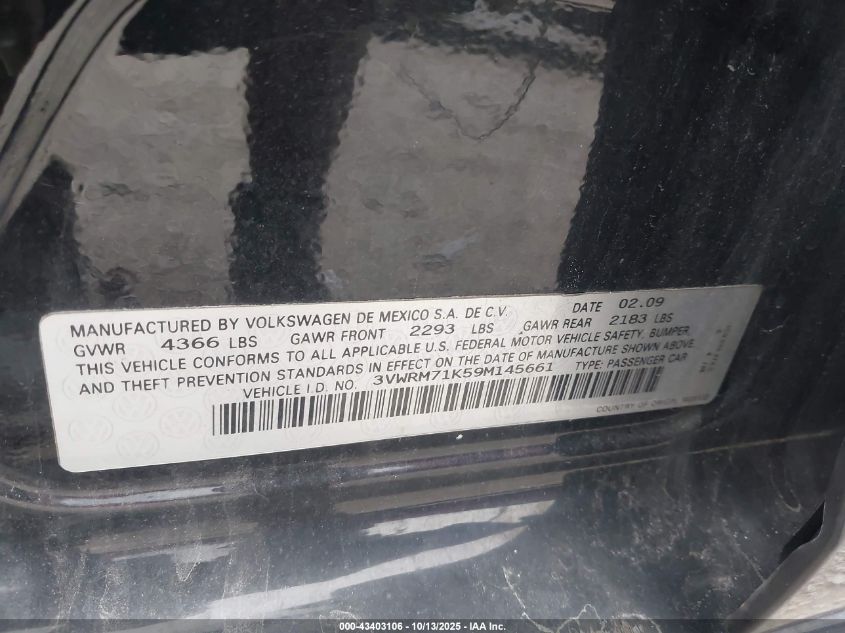 MANUFACTURED BY VOLKSWAGEN DE MEXICO S.A. DE C.V. DATE 02.09
GVWR 4366 LBS GAWR FRONT 2293 LBS GAWR REAR 2183 LBS
THIS VEHICLE CONFORMS TO ALL APPLICABLE U.S. FEDERAL MOTOR VEHICLE SAFETY, BUMPER,
AND THEFT PREVENTION STANDARDS IN EFFECT ON THE DATE OF MANUFACTURE SHOWN ABOVE.
VEHICLE I.D. NO. 3VWRM71K59M145661 TYPE: PASSENGER CAR
COUNTRY OF ORIGIN: MEXICO
000-43403106 - 10/13/2025 - IAA Inc.